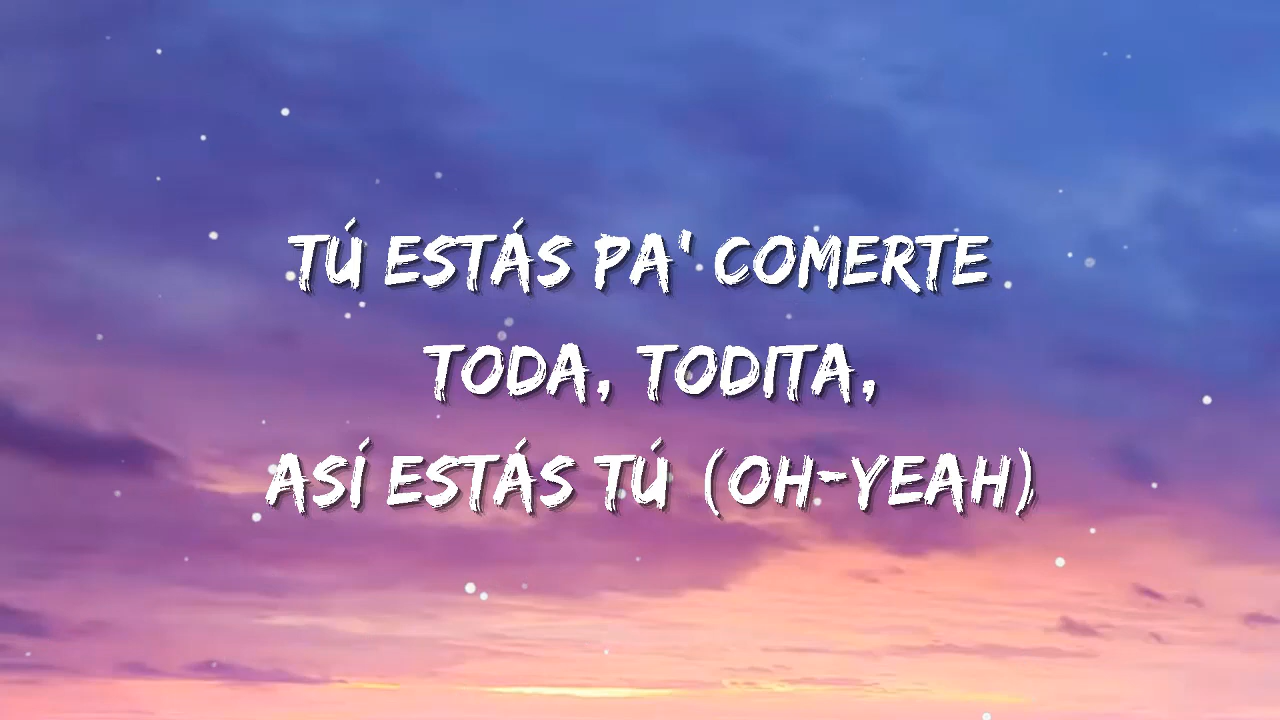 TÚ ESTÁS PA' COMERTE
TODA, TODITA,
ASÍ ESTÁS TÚ (OH-YEAH)